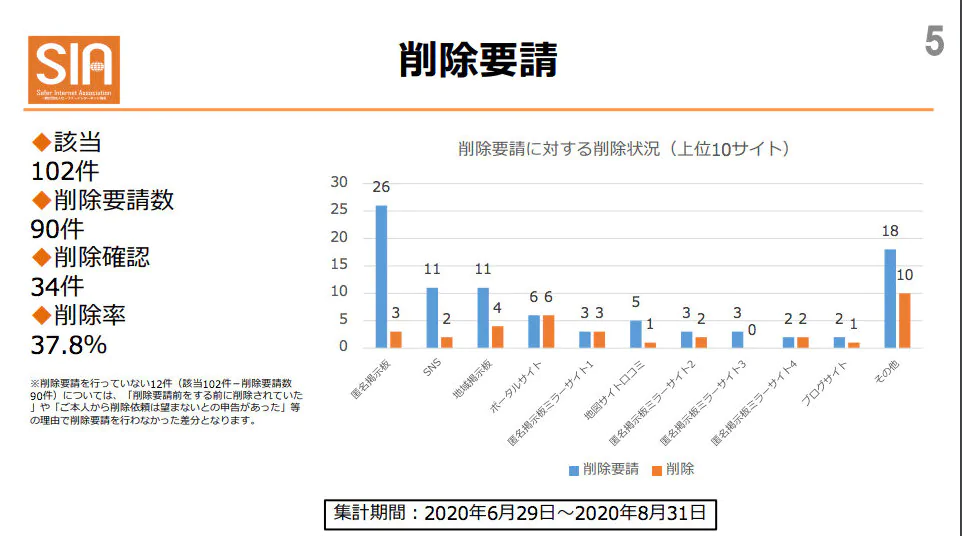 5
SIA
Safer Internet Association
削除要請
◆該当
102件
◆削除要請数
90件
◆削除確認
34件
◆削除率
37.8%
※削除要請を行っていない12件（該当102件－削除要請数
90件）については、「削除要請前をする前に削除されていた
」や「ご本人から削除依頼は望まないとの申告があった」等
の理由で削除要請を行わなかった差分となります。
削除要請に対する削除状況（上位10サイト）
30
25
20
15
10
5
0
26 3
11 2
11 4
6 6
3 3
5 1
3 2
3 0
2 2
2 1
18 10
匿名掲示板
SNS
地域掲示板
ポータルサイト
匿名掲示板ミラーサイト1
地図サイト口コミ
匿名掲示板ミラーサイト2
匿名掲示板ミラーサイト3
匿名掲示板ミラーサイト4
ブログサイト
その他
削除要請 削除
集計期間：2020年6月29日～2020年8月31日